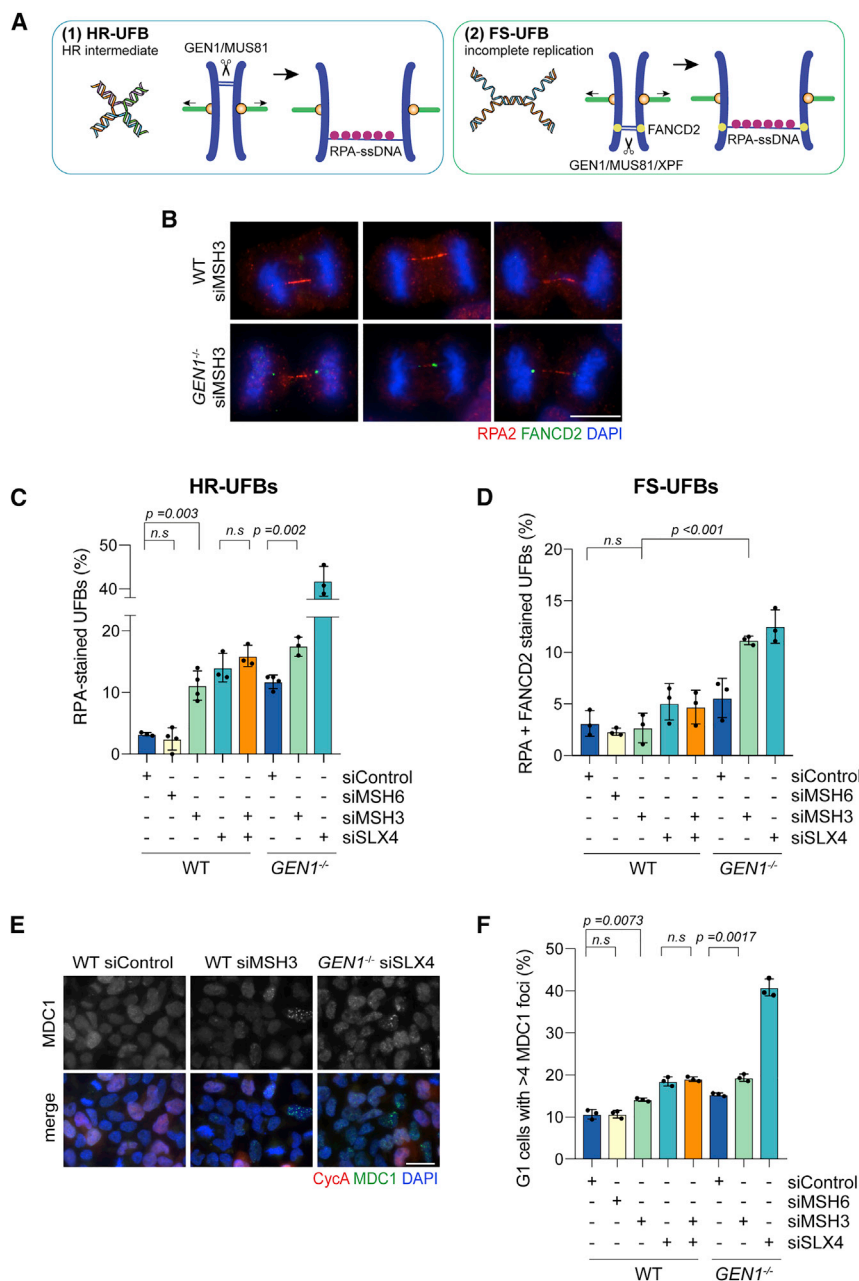 A
(1) HR-UFB
HR intermediate
GEN1/MUS81
RPA-ssDNA
(2) FS-UFB
incomplete replication
FANCD2
GEN1/MUS81/XPF
RPA-ssDNA
B
WT
siMSH3
GEN1-/-
siMSH3
RPA2 FANCD2 DAPI
C
HR-UFBs
RPA-stained UFBs (%)
50
40
20
10
0
p =0.003
n.s
n.s
p =0.002
+ - - - - + - - siControl
- + - - - - - - siMSH6
- - + - + - + - siMSH3
- - - + + - - + siSLX4
WT
GEN1-/-
D
FS-UFBs
RPA + FANCD2 stained UFBs (%)
20
15
10
5
0
n.s
p <0.001
+ - - - - + - - siControl
- + - - - - - - siMSH6
- - + - + - + - siMSH3
- - - + + - - + siSLX4
WT
GEN1-/-
E
WT siControl
WT siMSH3
GEN1-/- siSLX4
MDC1
merge
CycA MDC1 DAPI
F
G1 cells with >4 MDC1 foci (%)
50
40
30
20
10
0
p =0.0073
n.s
n.s
p =0.0017
+ - - - - + - - siControl
- + - - - - - - siMSH6
- - + - + - + - siMSH3
- - - + + - - + siSLX4
WT
GEN1-/-